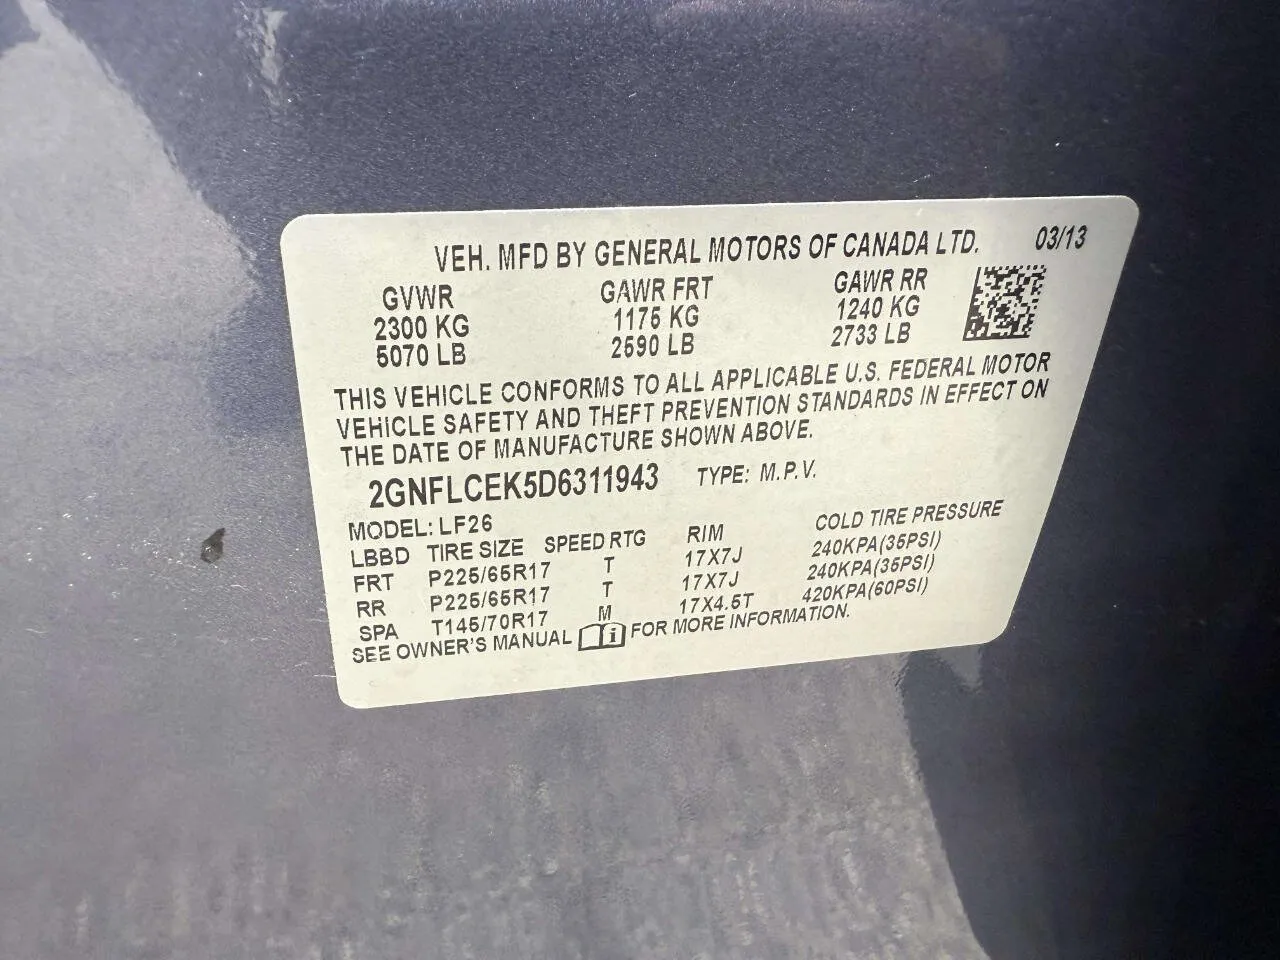 VEH. MFD BY GENERAL MOTORS OF CANADA LTD. 03/13
GVWR GAWR FRT GAWR RR
2300 KG 1175 KG 1240 KG
5070 LB 2590 LB 2733 LB
THIS VEHICLE CONFORMS TO ALL APPLICABLE U.S. FEDERAL MOTOR
VEHICLE SAFETY AND THEFT PREVENTION STANDARDS IN EFFECT ON
THE DATE OF MANUFACTURE SHOWN ABOVE.
2GNFLCEK5D6311943 TYPE: M.P.V.
MODEL: LF26
LBBD TIRE SIZE SPEED RTG RIM COLD TIRE PRESSURE
FRT P225/65R17 T 17X7J 240KPA(35PSI)
RR P225/65R17 T 17X7J 240KPA(35PSI)
SPA T145/70R17 M 17X4.5T 420KPA(60PSI)
SEE OWNER'S MANUAL i FOR MORE INFORMATION.